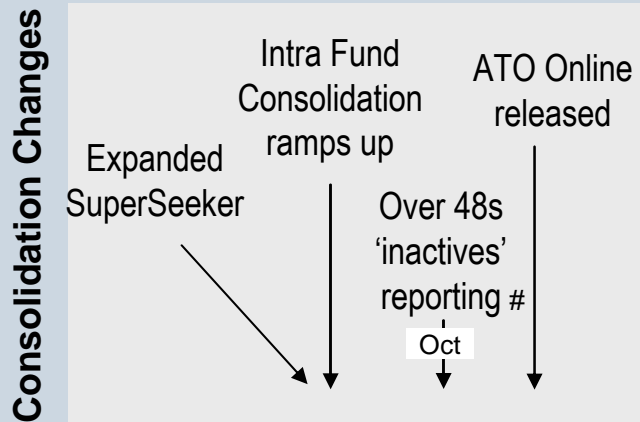 Consolidation Changes
Expanded
SuperSeeker
Intra Fund
Consolidation
ramps up
Over 48s
‘inactives’
reporting #
Oct
ATO Online
released